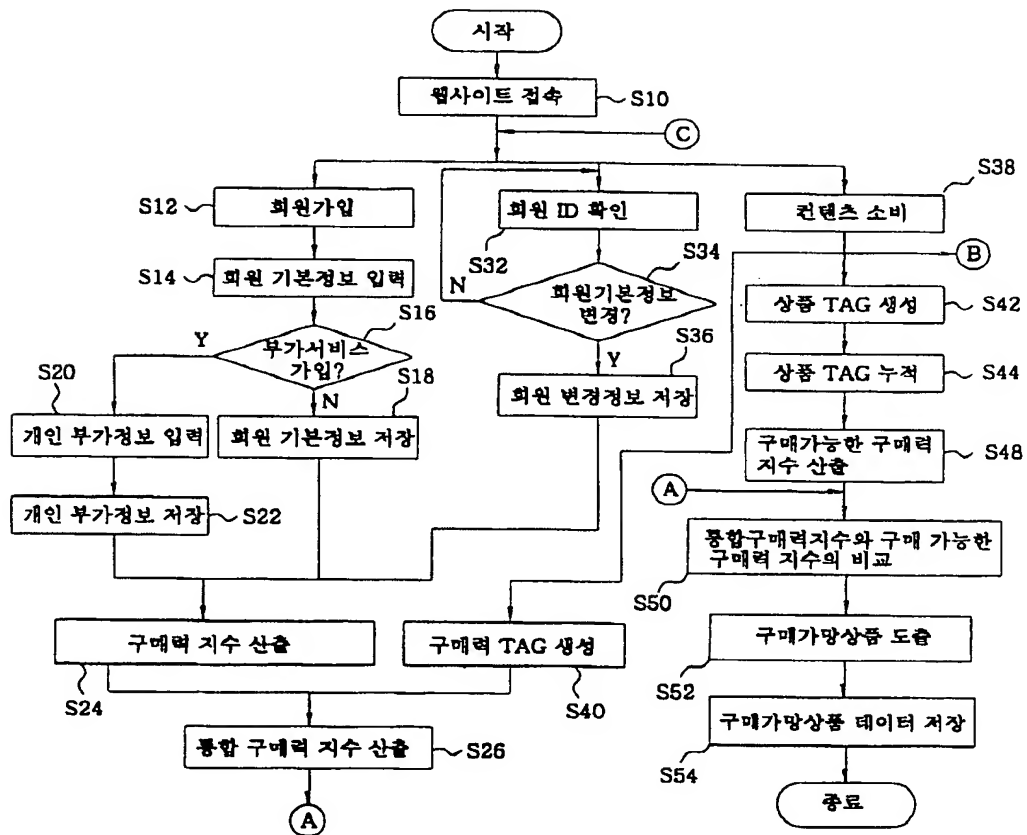 시작
웹사이트 접속
S10
C
S38
S12
회원가입
회원 ID 확인
컨텐츠 소비
S32
S34
B
S14
회원 기본정보 입력
N
회원기본정보
변경?
상품 TAG 생성
S42
S16
Y
부가서비스
가입?
S36
Y
상품 TAG 누적
S44
S20
N
S18
회원 변경정보 저장
개인 부가정보 입력
회원 기본정보 저장
구매가능한 구매력
지수 산출
S48
A
개인 부가정보 저장
S22
통합구매력지수와 구매 가능한
구매력 지수의 비교
S50
구매력 지수 산출
구매력 TAG 생성
구매가망상품 도출
S24
S40
S52
통합 구매력 지수 산출
S26
구매가망상품 데이터 저장
S54
A
종료